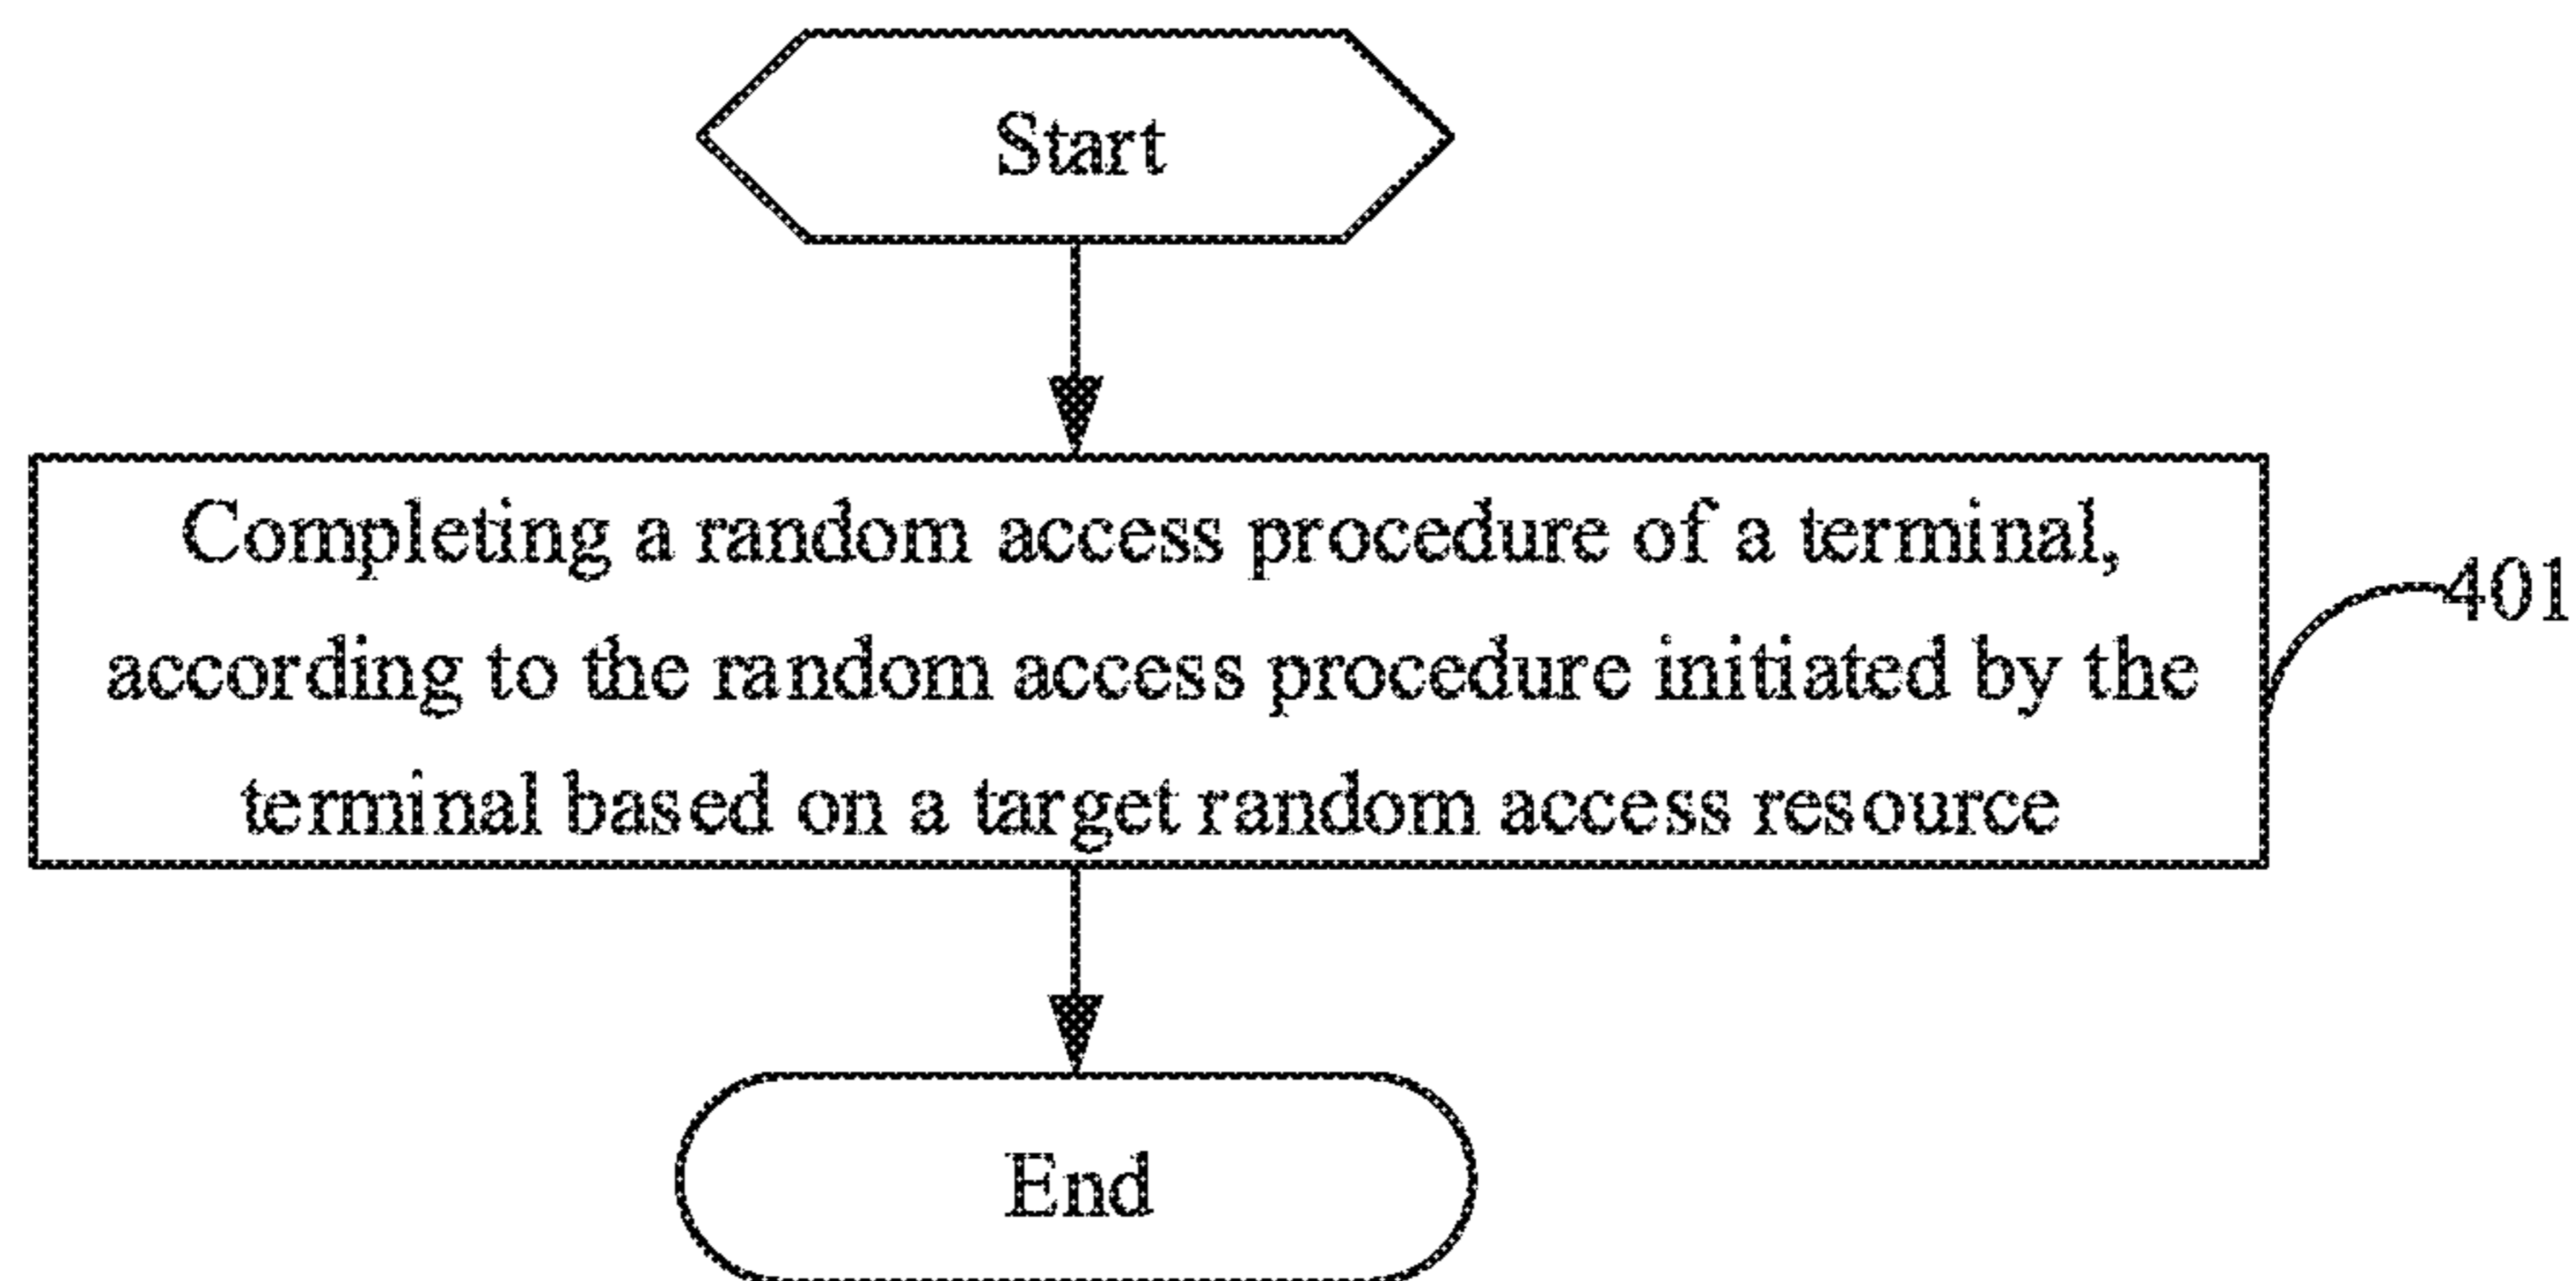 Start
Completing a random access procedure of a terminal,
according to the random access procedure initiated by the
terminal based on a target random access resource
401
End